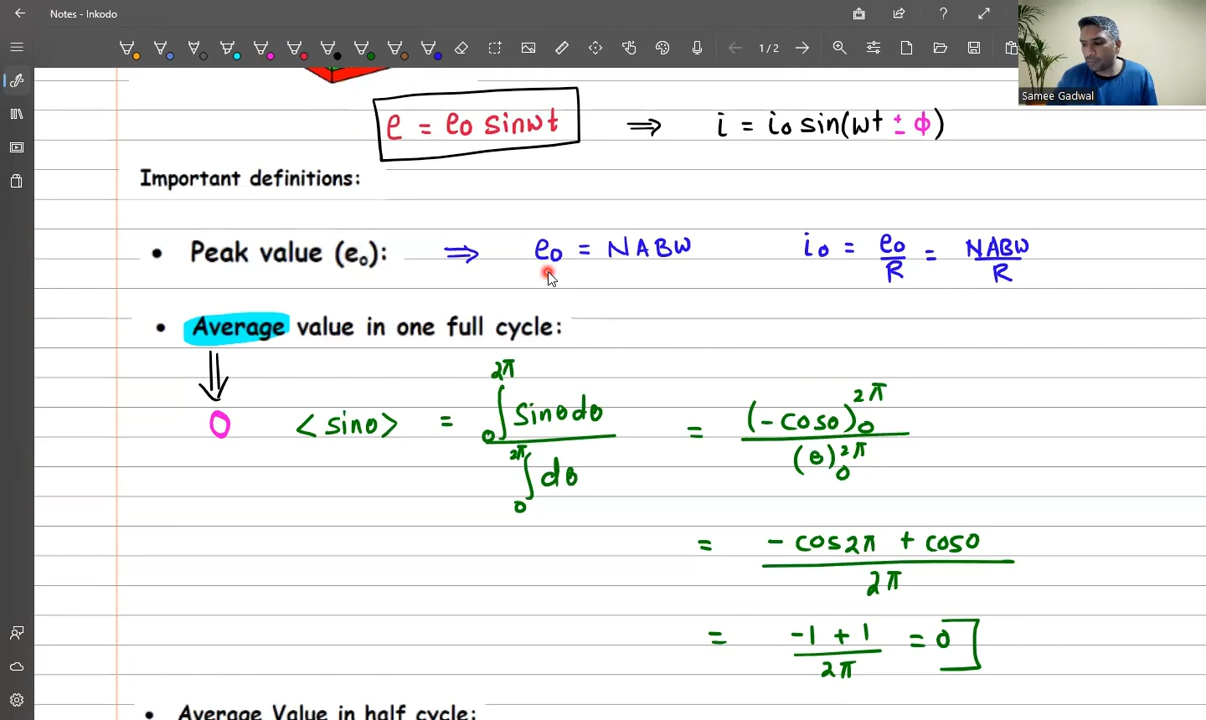 Notes - Inkodo
1/2
Samee Gadwal
e = e₀ sinωt ⇒ i = i₀ sin(ωt ± ϕ)
Important definitions:
• Peak value (e₀): ⇒ e₀ = NABω i₀ = e₀/R = NABω/R
• Average value in one full cycle:
0 <sinθ> = ∫₀^2π sinθdθ / ∫₀^2π dθ = (-cosθ)₀^2π / (θ)₀^2π
= - cos2π + cos0 / 2π
= -1 + 1 / 2π = 0
• Average Value in half cycle: